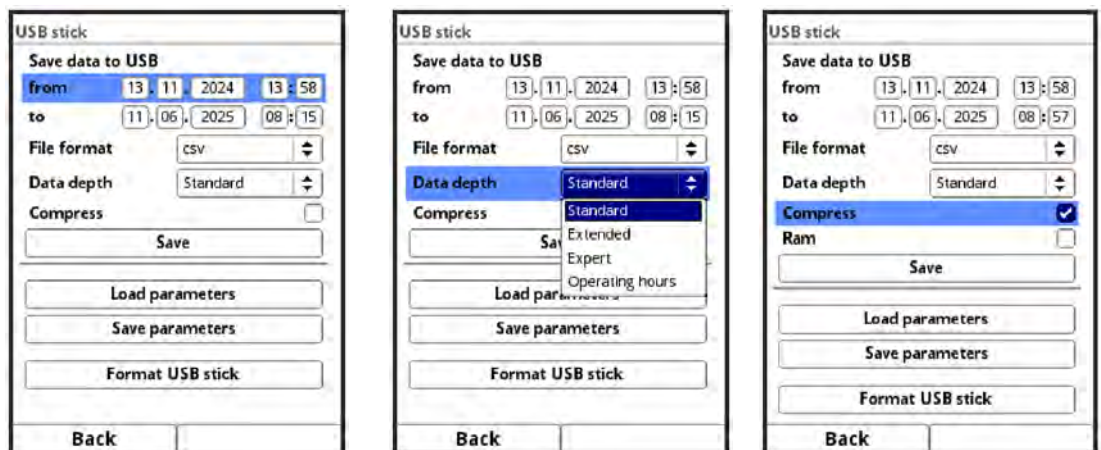 USB stick
Save data to USB
from 13. 11. 2024 13:58
to 11.06. 2025 08:15
File format csv
Data depth Standard
Compress
Save
Load parameters
Save parameters
Format USB stick
Back
USB stick
Save data to USB
from 13. 11. 2024 13:58
to 11.06. 2025 08:15
File format csv
Data depth Standard
Standard
Compress
Extended
Expert
Operating hours
Save parameters
Format USB stick
Back
USB stick
Save data to USB
from 13. 11. 2024 13:58
to 11.06. 2025 08:57
File format csv
Data depth Standard
Compress
Ram
Save
Load parameters
Save parameters
Format USB stick
Back